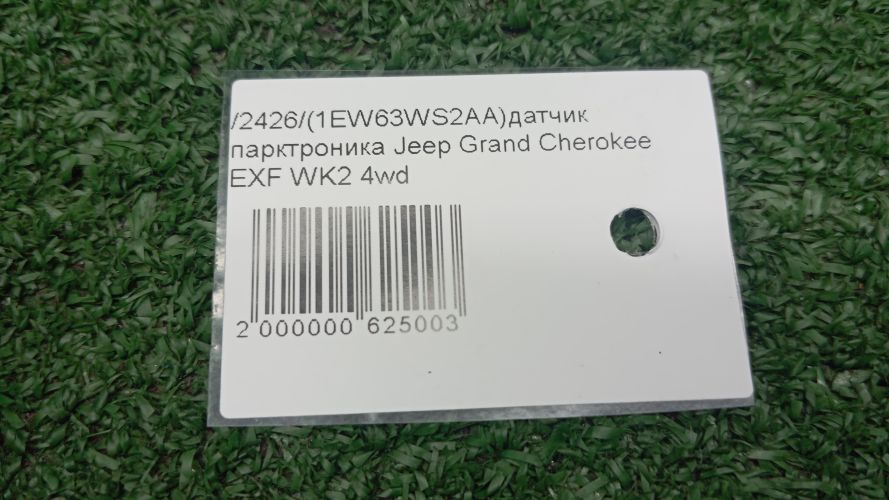 /2426/(1EW63WS2AA)датчик
парктроника Jeep Grand Cherokee
EXF WK2 4wd
2 000000 625003